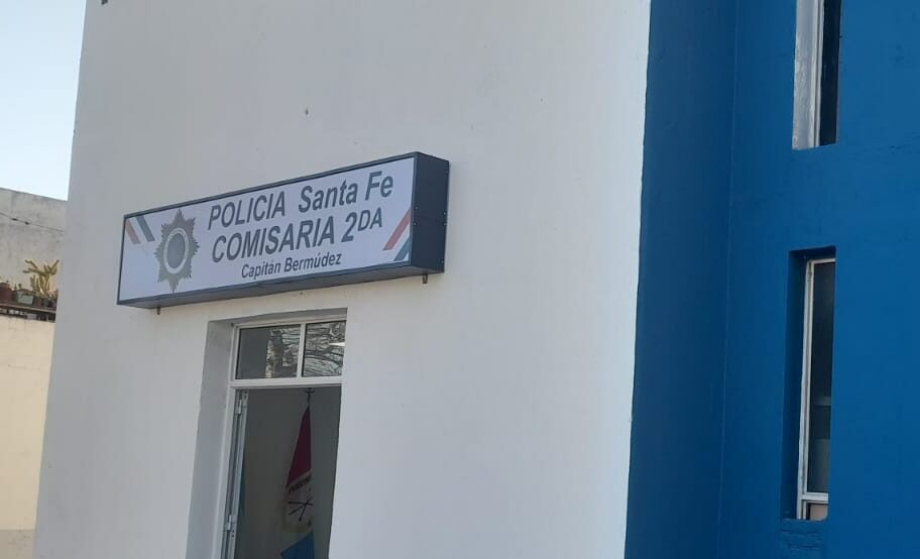 POLICIA Santa Fe
COMISARIA 2DA
Capitán Bermúdez